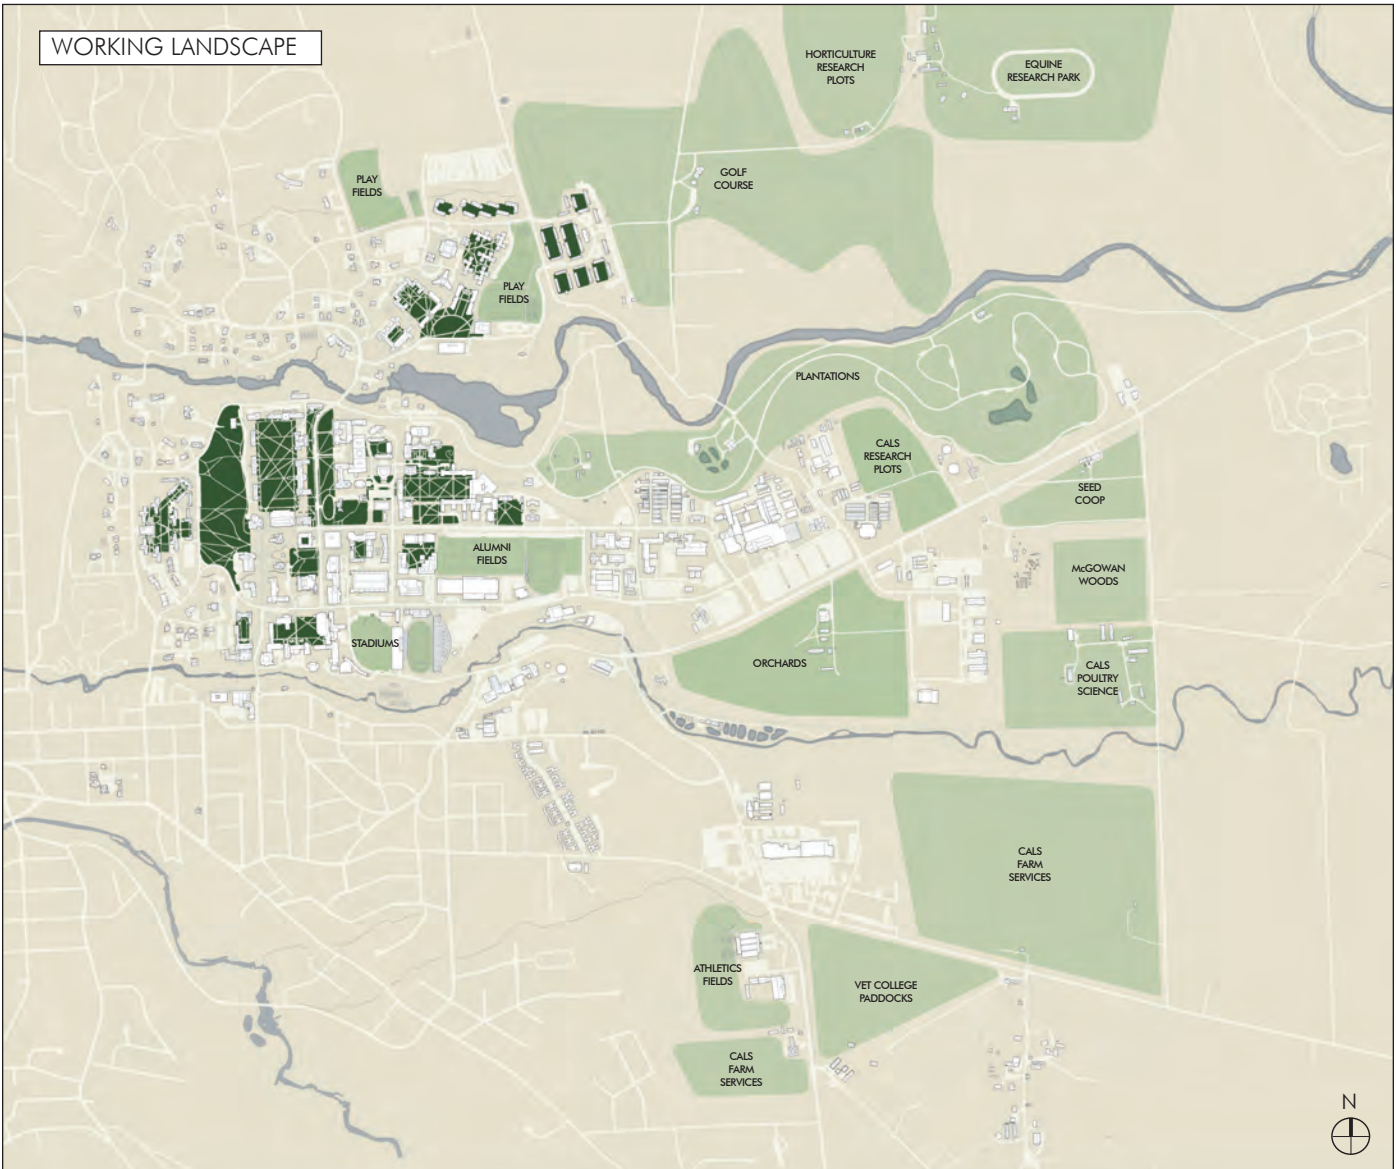 WORKING LANDSCAPE
HORTICULTURE
RESEARCH
PLOTS
EQUINE
RESEARCH PARK
PLAY
FIELDS
GOLF
COURSE
PLAY
FIELDS
PLANTATIONS
CALS
RESEARCH
PLOTS
SEED
COOP
ALUMNI
FIELDS
McGOWAN
WOODS
STADIUMS
ORCHARDS
CALS
POULTRY
SCIENCE
CALS
FARM
SERVICES
ATHLETICS
FIELDS
VET COLLEGE
PADDOCKS
CALS
FARM
SERVICES
N